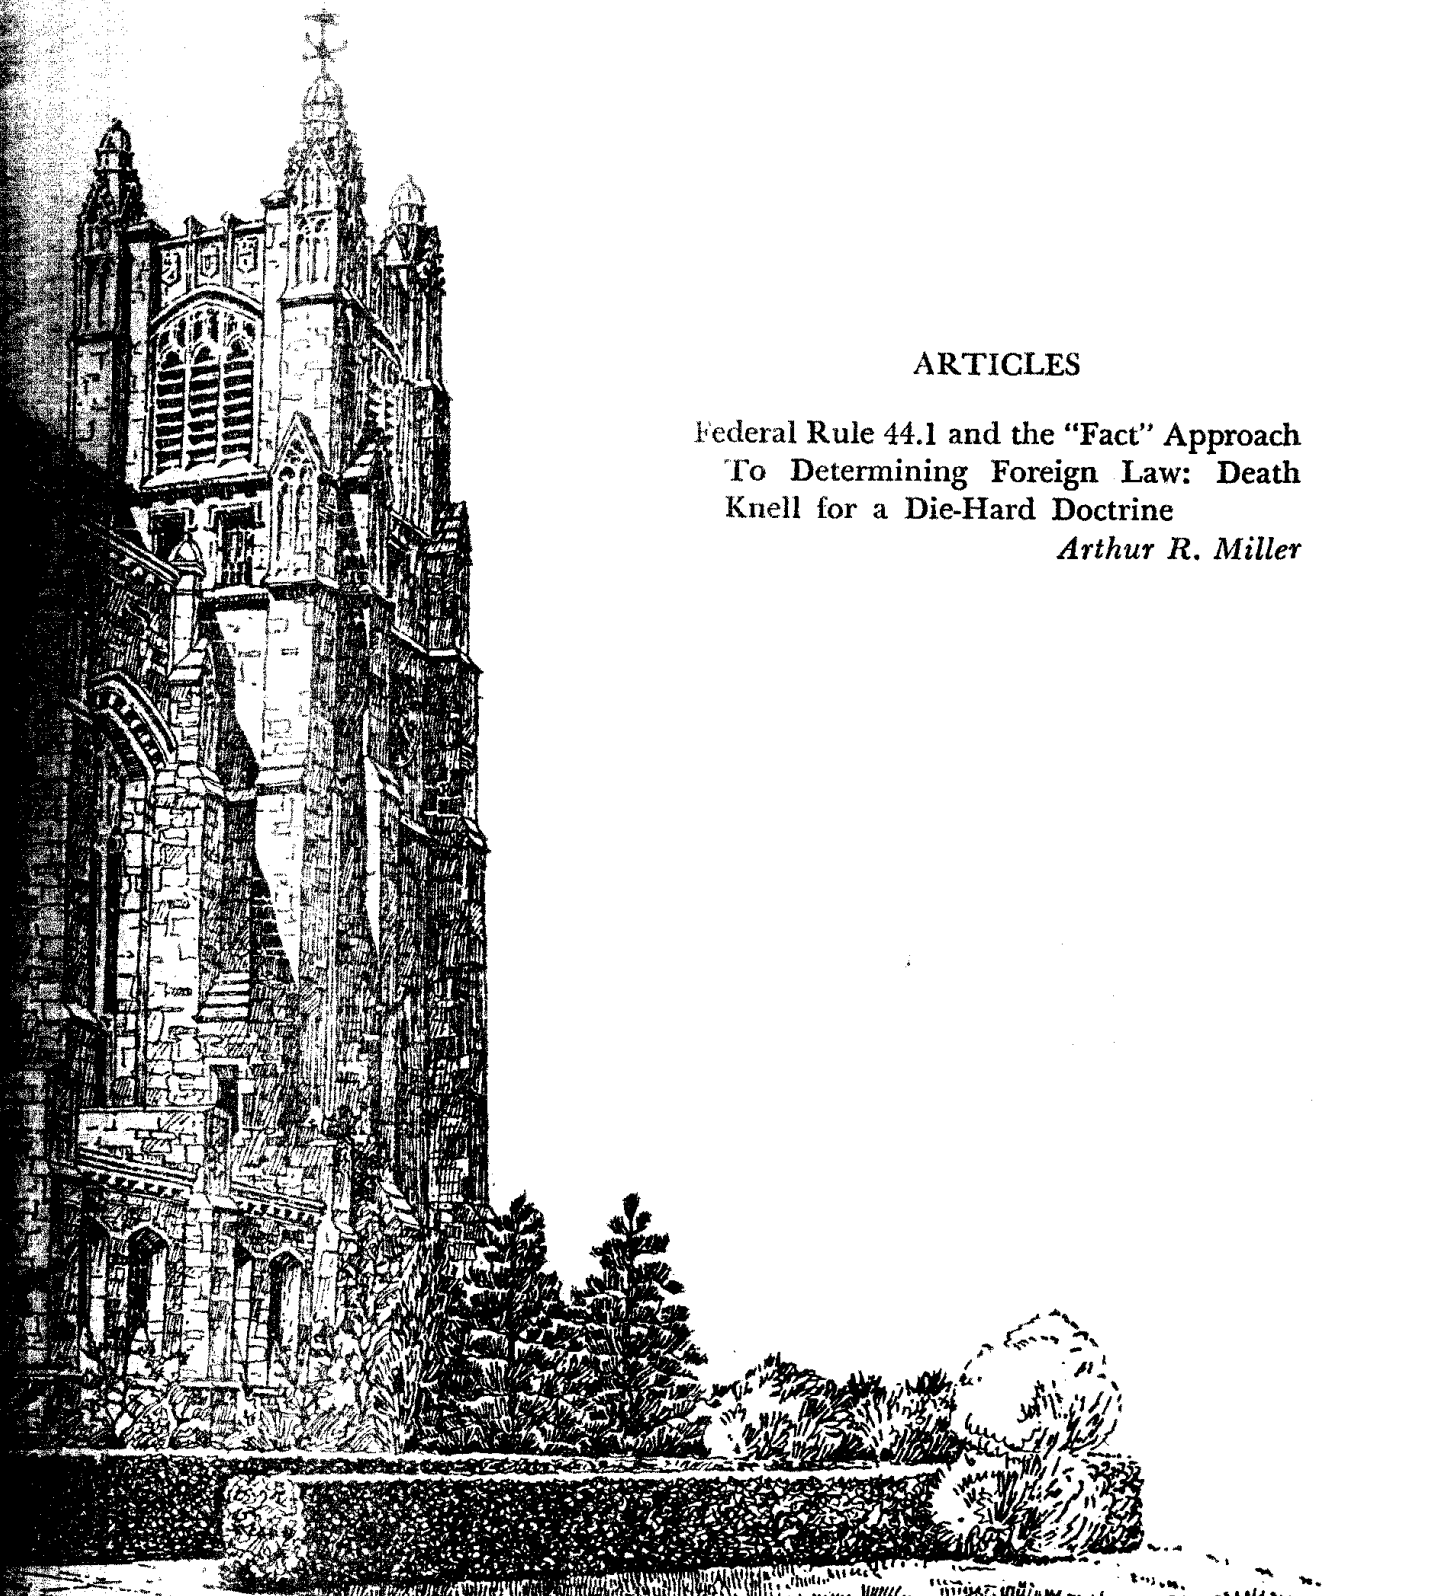 ARTICLES
Federal Rule 44.1 and the “Fact” Approach
To Determining Foreign Law: Death
Knell for a Die-Hard Doctrine
Arthur R. Miller